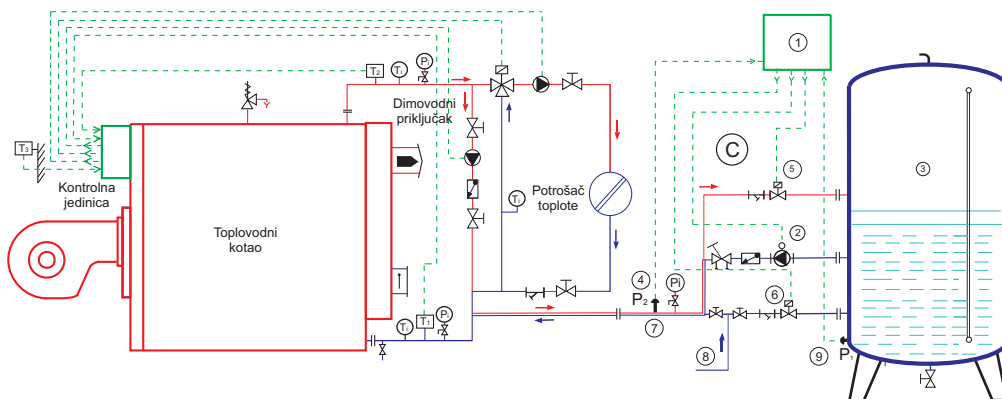 1
T2
Ti
Pi
Dimovodni
priključak
T3
C
Kontrolna
jedinica
5
3
Potrošač
toplote
Ti
Toplovodni
kotao
2
4
Pi
6
P2
7
Ti
T1
Pi
8
9
P1